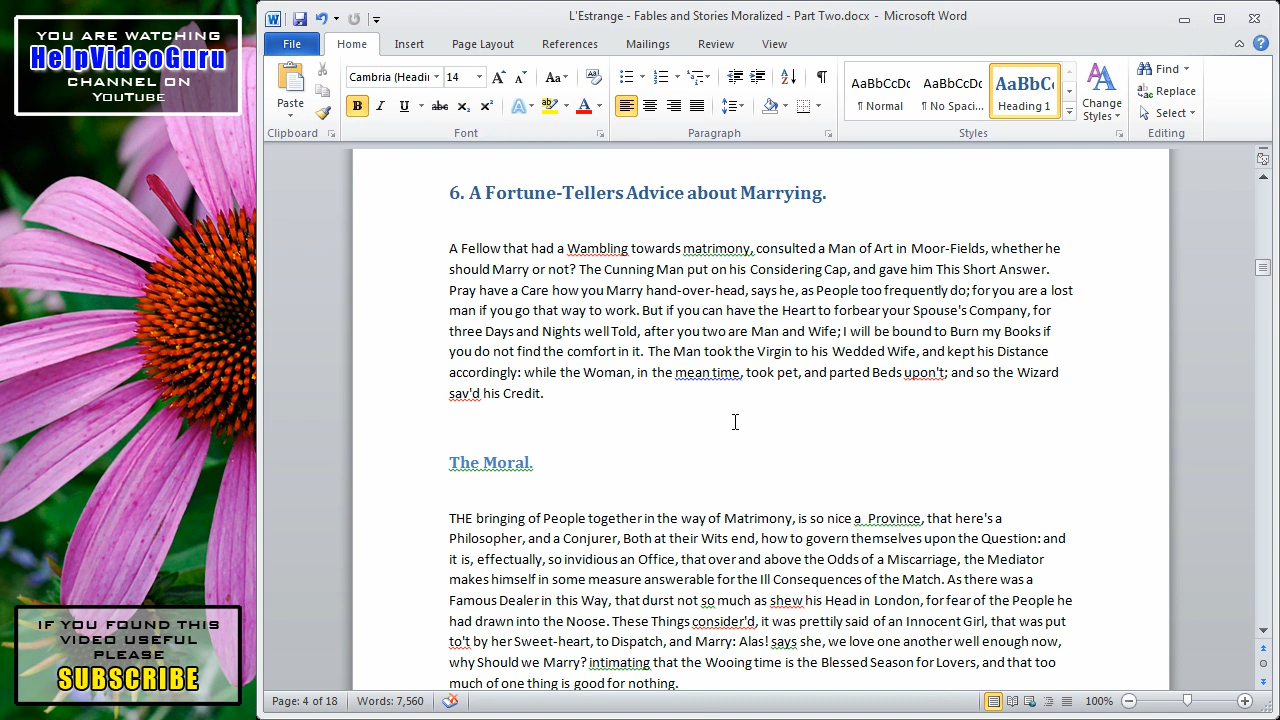 YOU ARE WATCHING
HelpVideoGuru
CHANNEL ON
YOUTUBE
IF YOU FOUND THIS
VIDEO USEFUL
PLEASE
SUBSCRIBE
L'Estrange - Fables and Stories Moralized - Part Two.docx - Microsoft Wor
File Home Insert Page Layout References Mailings Review View
Paste
Clipboard
Cambria (Headi 14
Font
Paragraph
AaBbCcDc AaBbCcDc AaBbCc
¶ Normal ¶ No Spaci... Heading 1
Styles
Change
Styles
Find
Replace
Select
Editing
6. A Fortune-Tellers Advice about Marrying.
A Fellow that had a Wambling towards matrimony, consulted a Man of Art in Moor-Fields, whether he
should Marry or not? The Cunning Man put on his Considering Cap, and gave him This Short Answer.
Pray have a Care how you Marry hand-over-head, says he, as People too frequently do; for you are a lost
man if you go that way to work. But if you can have the Heart to forbear your Spouse's Company, for
three Days and Nights well Told, after you two are Man and Wife; I will be bound to Burn my Books if
you do not find the comfort in it. The Man took the Virgin to his Wedded Wife, and kept his Distance
accordingly: while the Woman, in the mean time, took pet, and parted Beds upon't; and so the Wizard
sav'd his Credit.
The Moral.
THE bringing of People together in the way of Matrimony, is so nice a Province, that here's a
Philosopher, and a Conjurer, Both at their Wits end, how to govern themselves upon the Question: and
it is, effectually, so invidious an Office, that over and above the Odds of a Miscarriage, the Mediator
makes himself in some measure answerable for the Ill Consequences of the Match. As there was a
Famous Dealer in this Way, that durst not so much as shew his Head in London, for fear of the People he
had drawn into the Noose. These Things consider'd, it was prettily said of an Innocent Girl, that was put
to't by her Sweet-heart, to Dispatch, and Marry: Alas! says she, we love one another well enough now,
why Should we Marry? intimating that the Wooing time is the Blessed Season for Lovers, and that too
much of one thing is good for nothing.
Page: 4 of 18 Words: 7,560 100%